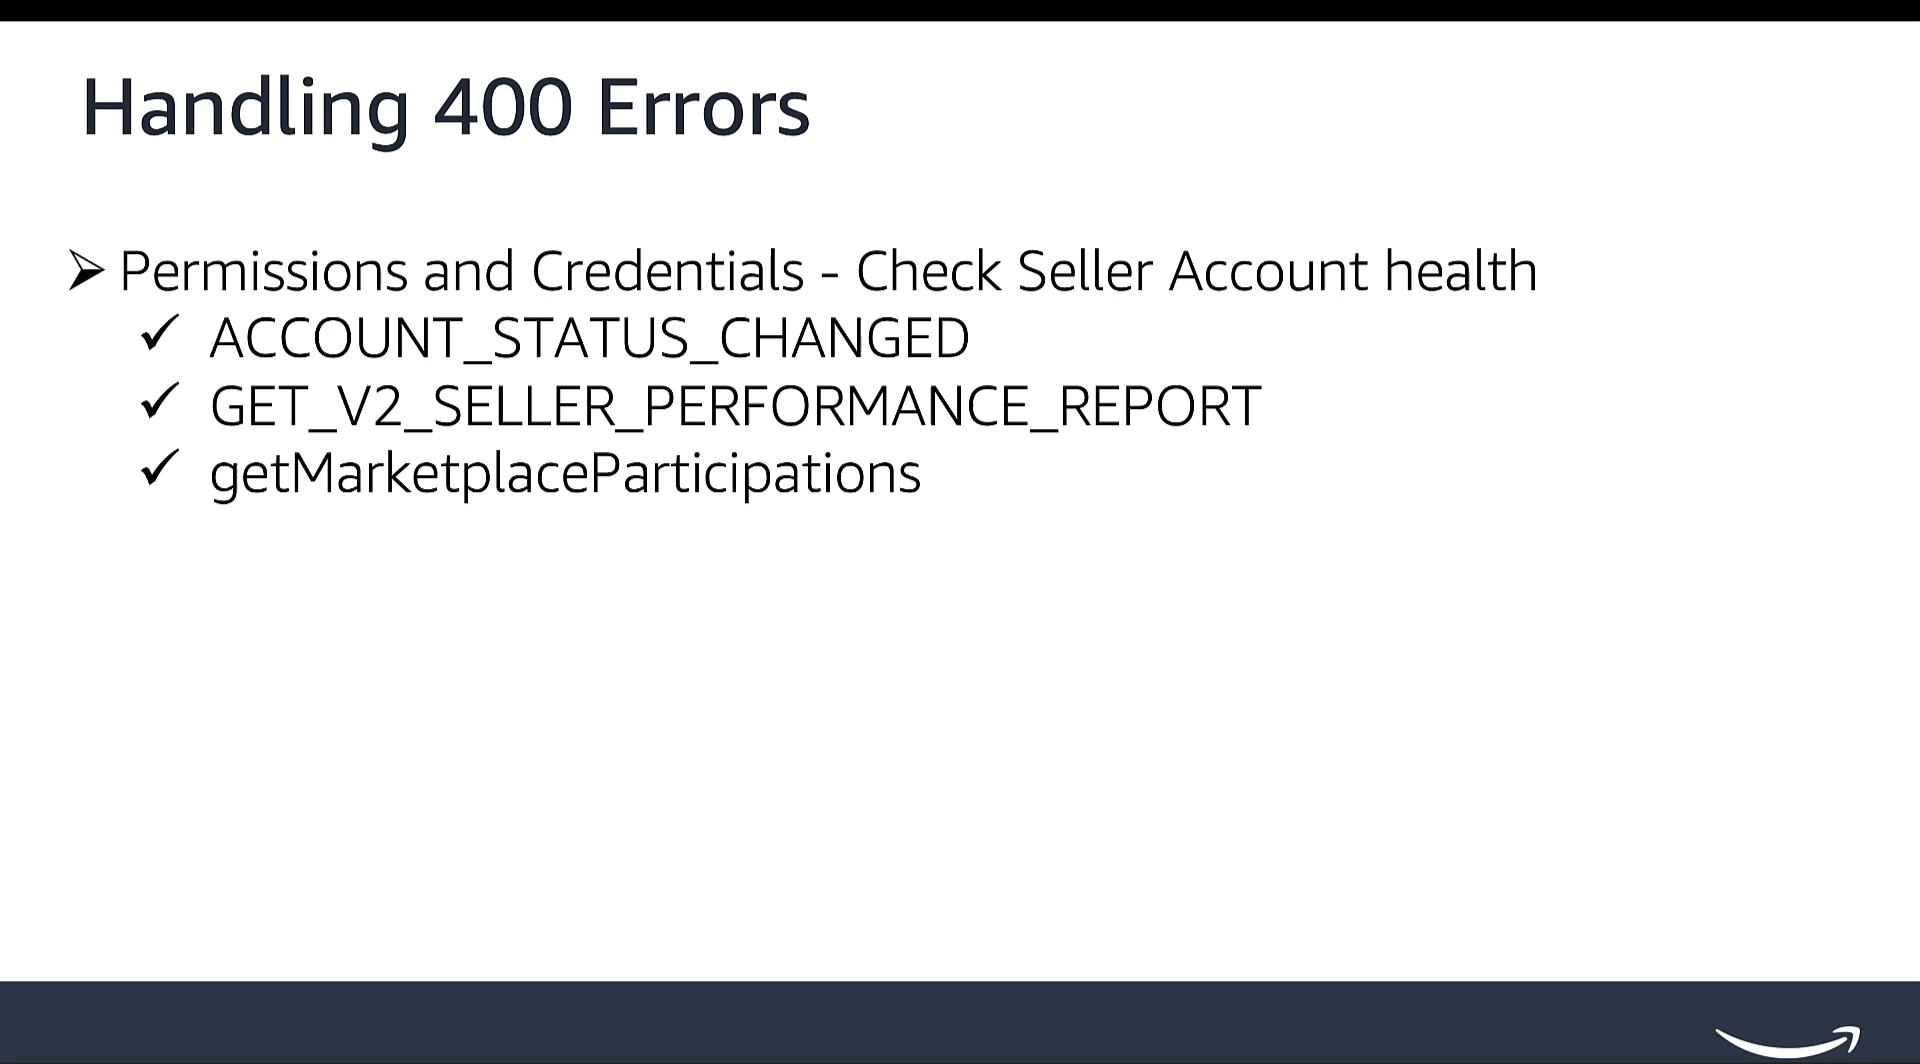 Handling 400 Errors
Permissions and Credentials - Check Seller Account health
ACCOUNT_STATUS_CHANGED
GET_V2_SELLER_PERFORMANCE_REPORT
getMarketplaceParticipations